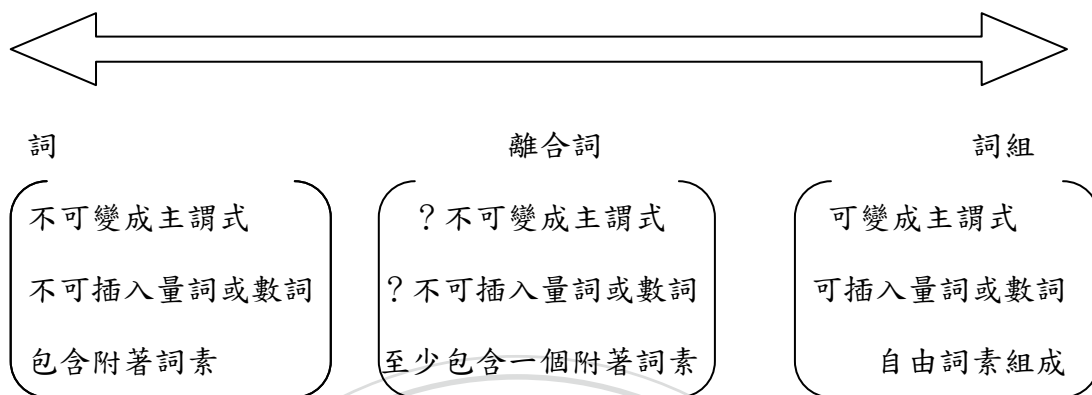 詞 離合詞 詞組
不可變成主謂式 ？不可變成主謂式 可變成主謂式
不可插入量詞或數詞 ？不可插入量詞或數詞 可插入量詞或數詞
包含附著詞素 至少包含一個附著詞素 自由詞素組成